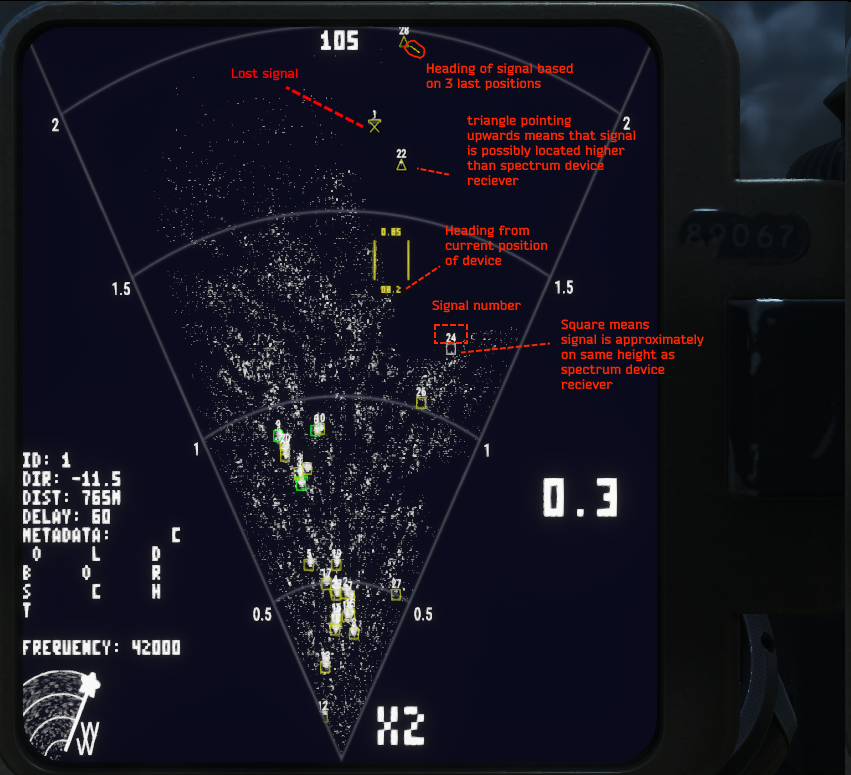 28
105
Heading of signal based
on 3 last positions
Lost signal
1
2
2
triangle pointing
upwards means that signal
is possibly located higher
than spectrum device
reciever
22
Heading from
current position
of device
0.85
08.2
1.5
1.5
Signal number
24
Square means
signal is approximately
on same height as
spectrum device
reciever
26
9
1
1
ID: 1
DIR: -11.5
DIST: 765M
DELAY: 60
METADATA: C
O L D
B O R
S C H
T
0.3
27
0.5
0.5
FREQUENCY: 42000
12
X2
W
W
89067